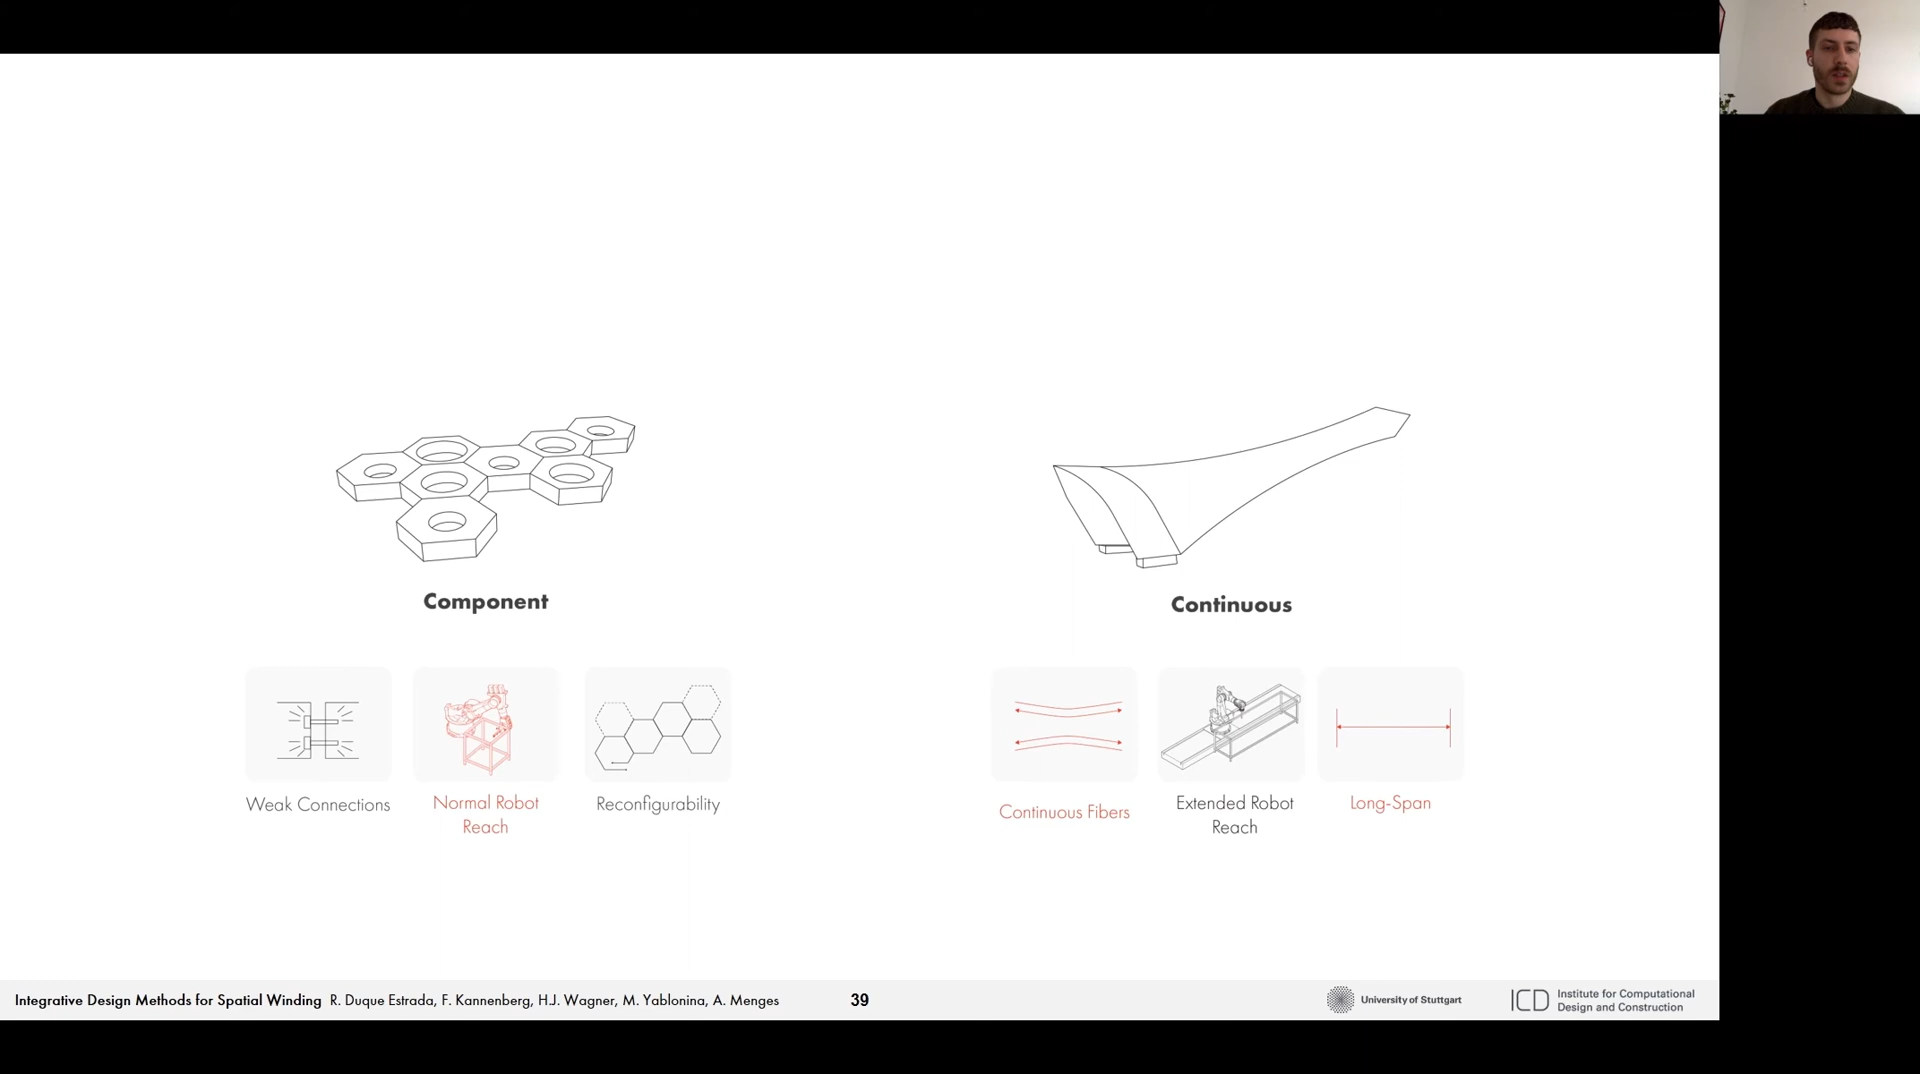 Component
Continuous
Weak Connections
Normal Robot
Reach
Reconfigurability
Continuous Fibers
Extended Robot
Reach
Long-Span
Integrative Design Methods for Spatial Winding R. Duque Estrada, F. Kannenberg, H.J. Wagner, M. Yablonina, A. Menges
39
University of Stuttgart
ICD
Institute for Computational
Design and Construction